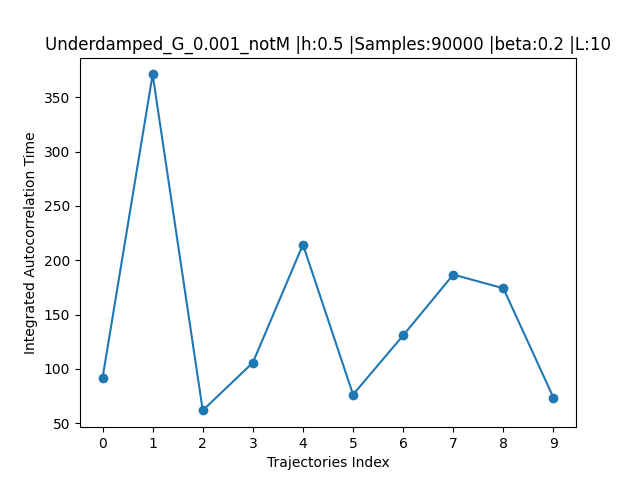 Underdamped_G_0.001_notM |h:0.5 |Samples:90000 |beta:0.2 |L:10
Integrated Autocorrelation Time
350
300
250
200
150
100
50
0 1 2 3 4 5 6 7 8 9
Trajectories Index